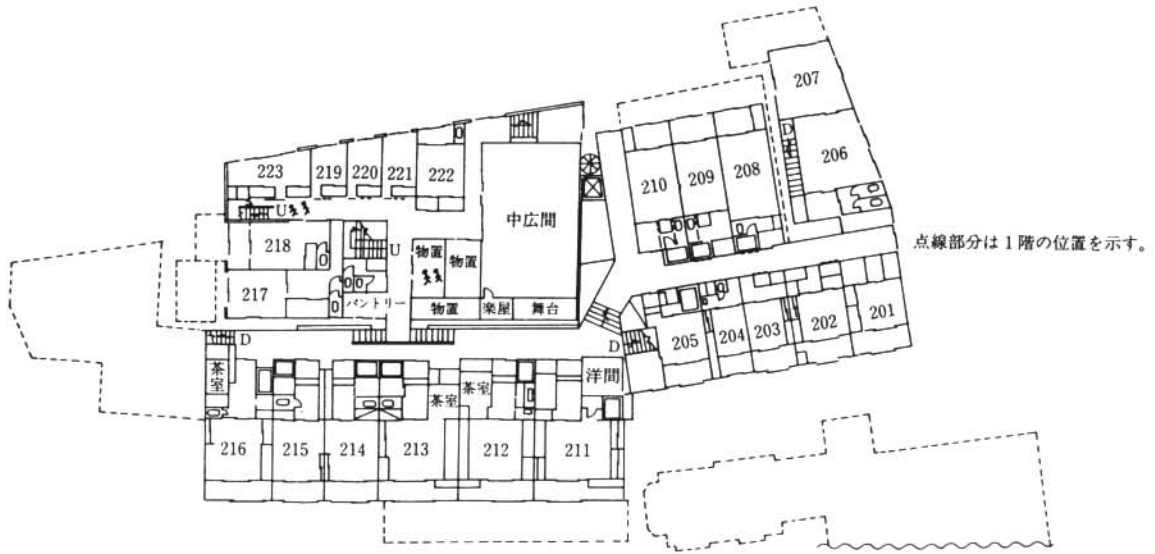 207
D
206
210
209
208
223
219
220
221
222
U
218
217
U
物置
物置
中広間
パントリー
物置
楽屋
舞台
点線部分は1階の位置を示す。
205
204
203
202
201
D
D
茶室
茶室
茶室
洋間
216
215
214
213
212
211